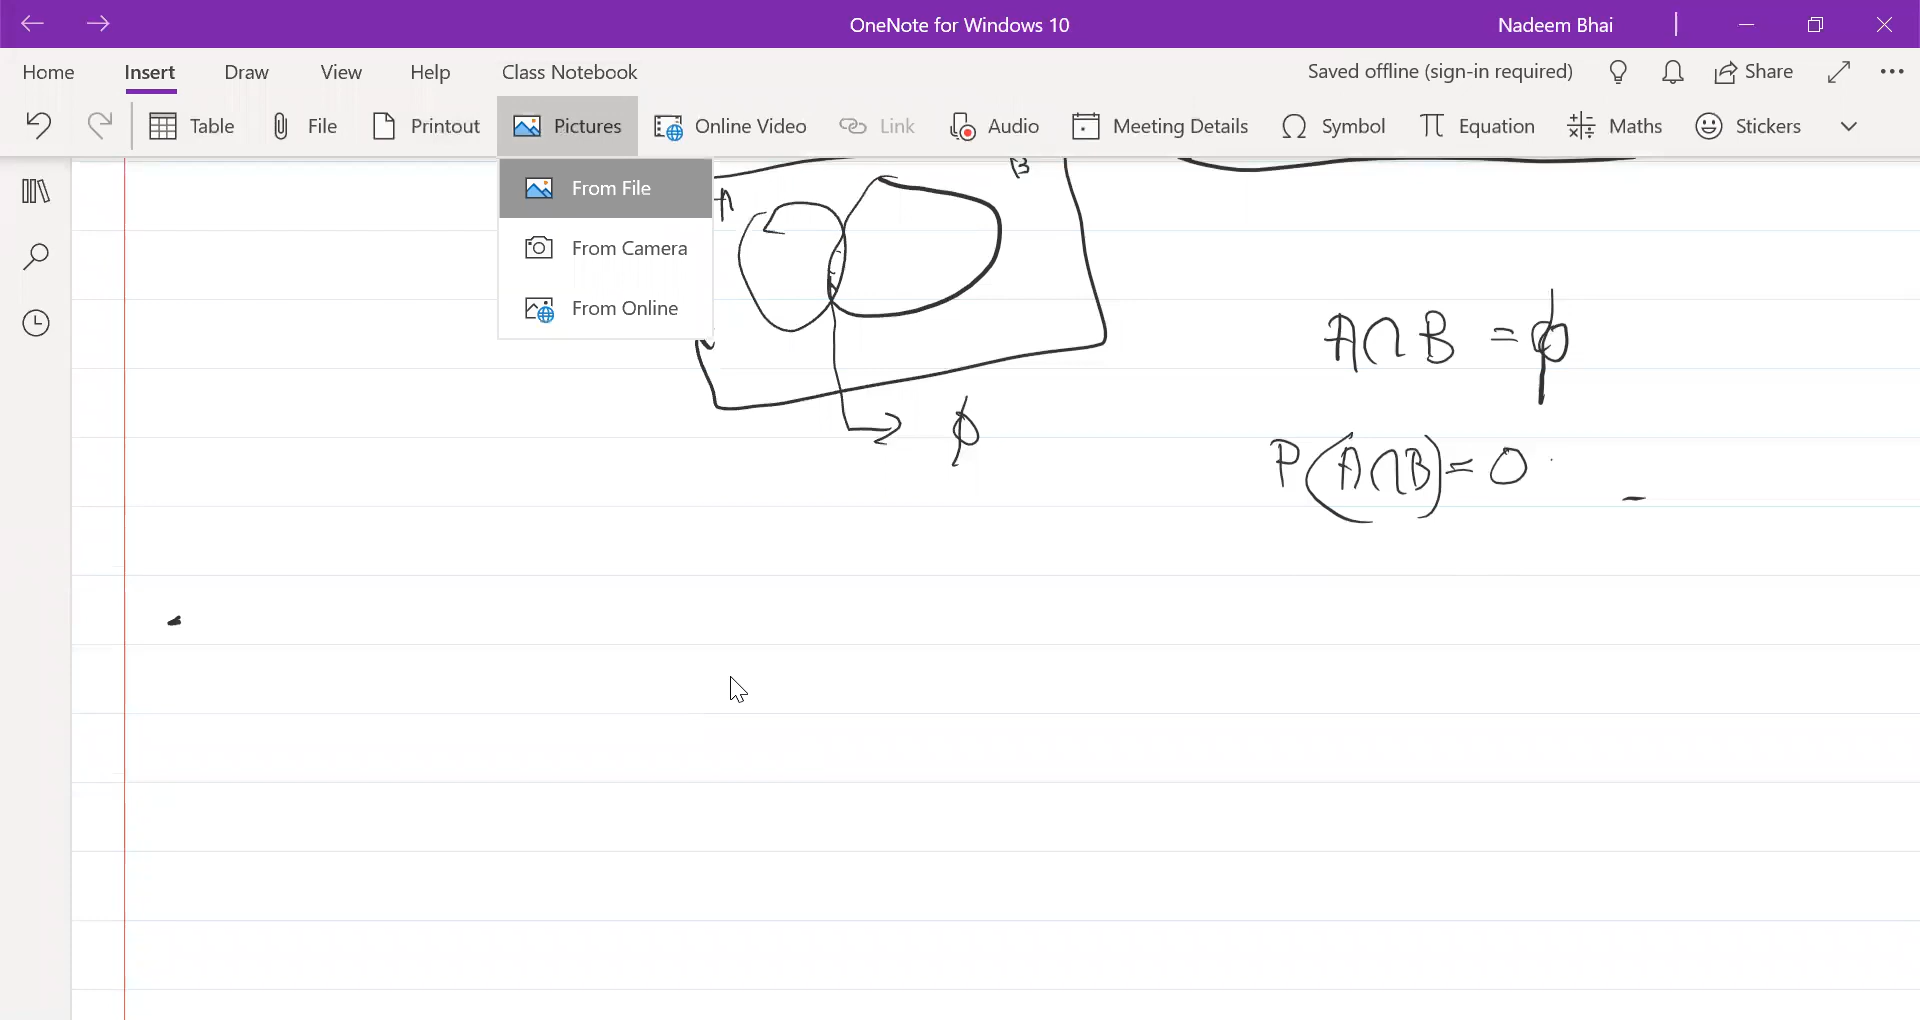 OneNote for Windows 10
Nadeem Bhai
Home Insert Draw View Help Class Notebook
Saved offline (sign-in required) Share
Table File Printout Pictures Online Video Link Audio Meeting Details Symbol Equation Maths Stickers
From File
From Camera
From Online
A B
A∩B = ϕ
ϕ
P(A∩B) = 0